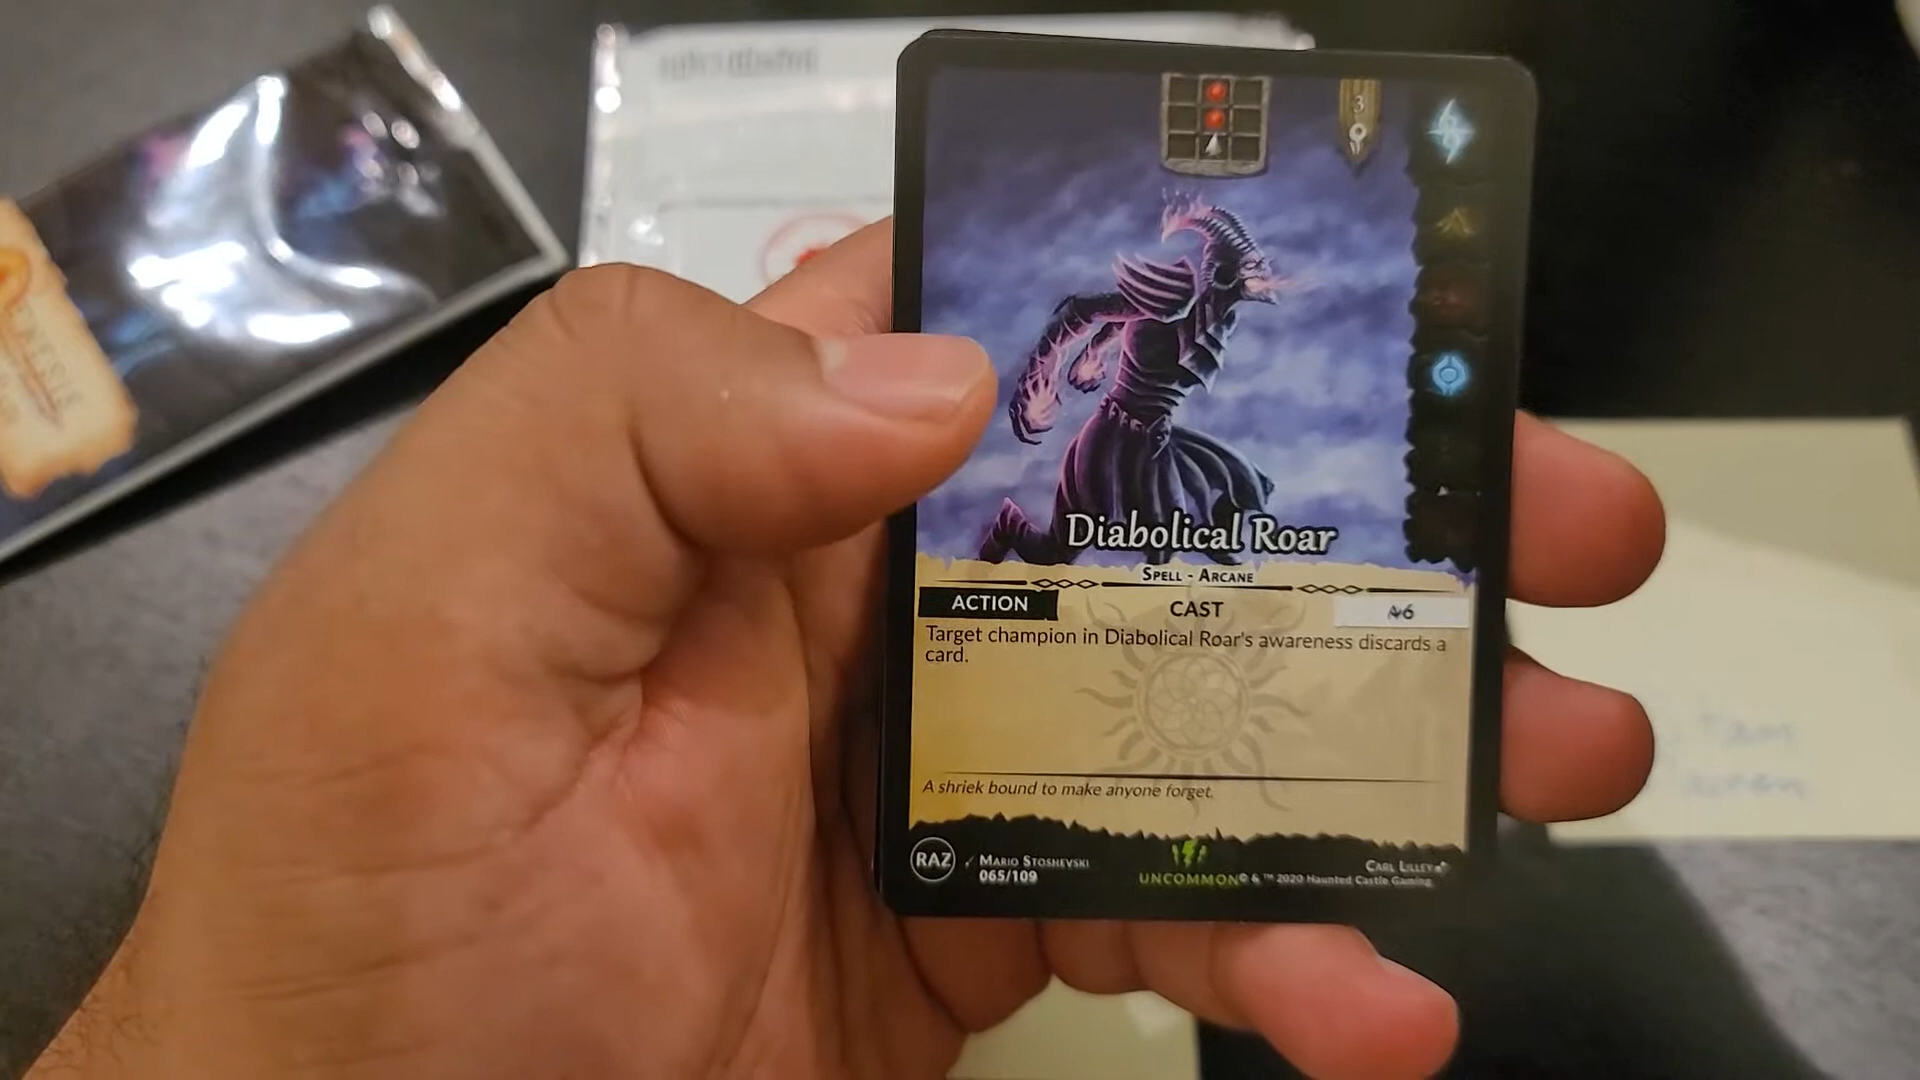 3
Diabolical Roar
SPELL - ARCANE
ACTION CAST 6
Target champion in Diabolical Roar's awareness discards a
card.
A shriek bound to make anyone forget.
RAZ MARIO STOSHEVSKI CARL LILLEY
065/109 UNCOMMON © & ™ 2020 Haunted Castle Gaming